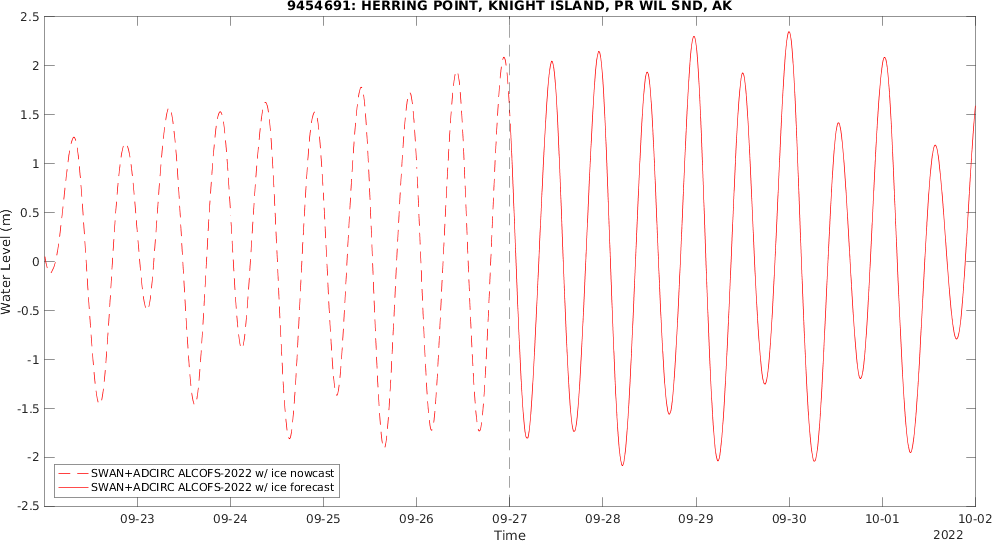 9454691: HERRING POINT, KNIGHT ISLAND, PR WIL SND, AK
Water Level (m)
2.5
2
1.5
1
0.5
0
-0.5
-1
-1.5
-2
-2.5
SWAN+ADCIRC ALCOFS-2022 w/ ice nowcast
SWAN+ADCIRC ALCOFS-2022 w/ ice forecast
09-23 09-24 09-25 09-26 09-27 09-28 09-29 09-30 10-01 10-02
Time
2022